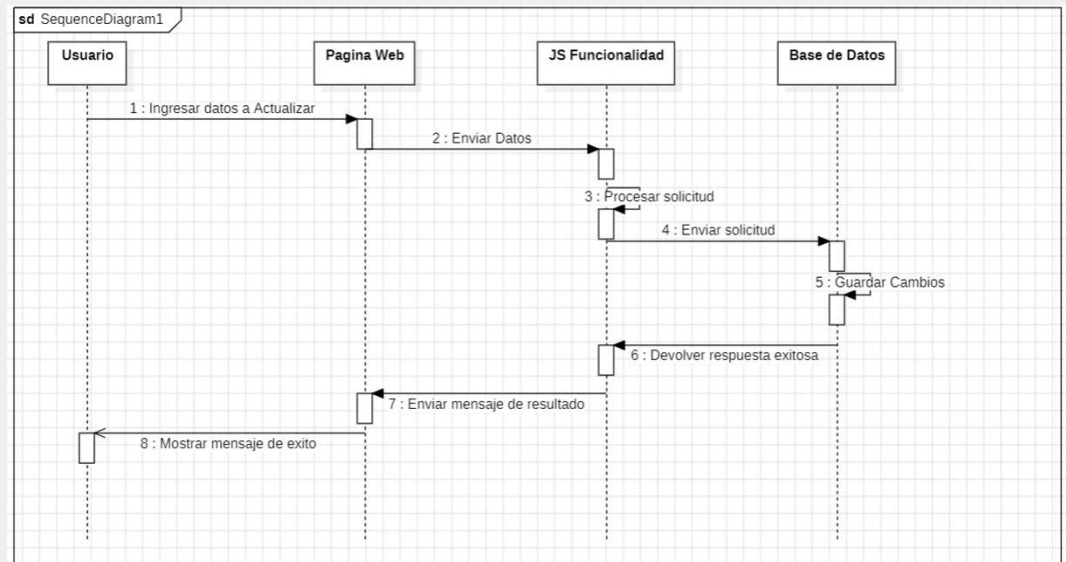 sd SequenceDiagram1
Usuario
Pagina Web
JS Funcionalidad
Base de Datos
1 : Ingresar datos a Actualizar
2 : Enviar Datos
3 : Procesar solicitud
4 : Enviar solicitud
5 : Guardar Cambios
6 : Devolver respuesta exitosa
7 : Enviar mensaje de resultado
8 : Mostrar mensaje de exito